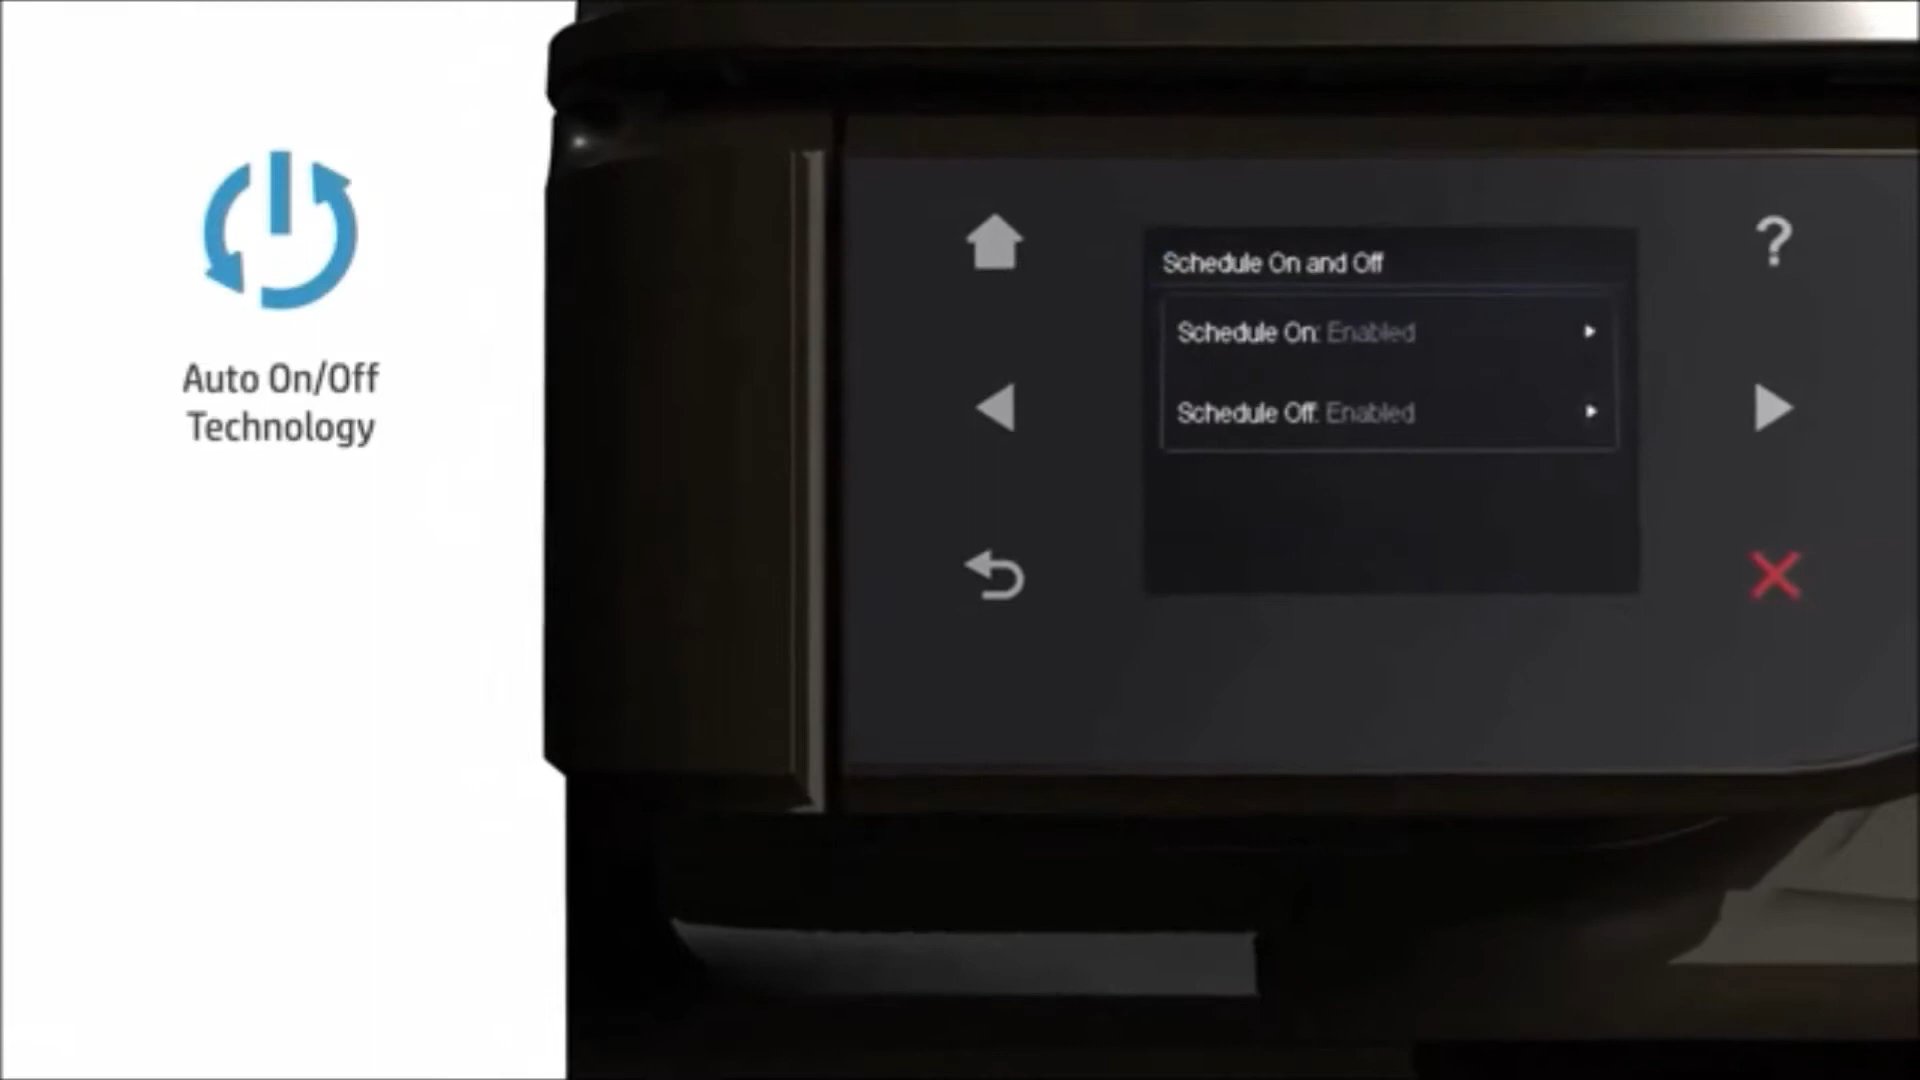 Auto On/Off
Technology
Schedule On and Off
Schedule On: Enabled
Schedule Off: Enabled
?